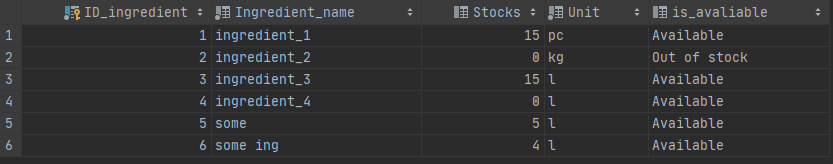 ID_ingredient Ingredient_name Stocks Unit is_avaliable
1 1 ingredient_1 15 pc Available
2 2 ingredient_2 0 kg Out of stock
3 3 ingredient_3 15 l Available
4 4 ingredient_4 0 l Available
5 5 some 5 l Available
6 6 some ing 4 l Available